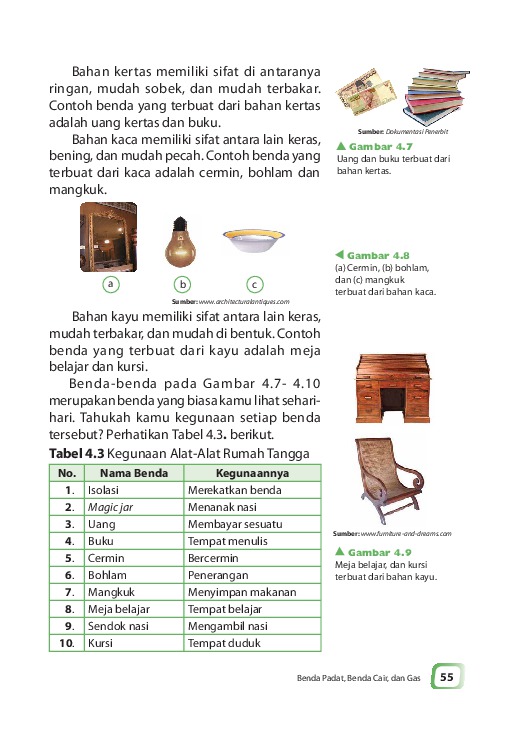 Bahan kertas memiliki sifat di antaranya
ringan, mudah sobek, dan mudah terbakar.
Contoh benda yang terbuat dari bahan kertas
adalah uang kertas dan buku.
Bahan kaca memiliki sifat antara lain keras,
bening, dan mudah pecah. Contoh benda yang
terbuat dari kaca adalah cermin, bohlam dan
mangkuk.
Sumber: Dokumentasi Penerbit
Gambar 4.7
Uang dan buku terbuat dari
bahan kertas.
a b c
Sumber: www.architecturalantiques.com
Gambar 4.8
(a) Cermin, (b) bohlam,
dan (c) mangkuk
terbuat dari bahan kaca.
Bahan kayu memiliki sifat antara lain keras,
mudah terbakar, dan mudah di bentuk. Contoh
benda yang terbuat dari kayu adalah meja
belajar dan kursi.
Benda-benda pada Gambar 4.7- 4.10
merupakan benda yang biasa kamu lihat sehari-
hari. Tahukah kamu kegunaan setiap benda
tersebut? Perhatikan Tabel 4.3. berikut.
Tabel 4.3 Kegunaan Alat-Alat Rumah Tangga
No. Nama Benda Kegunaannya
1. Isolasi Merekatkan benda
2. Magic jar Menanak nasi
3. Uang Membayar sesuatu
4. Buku Tempat menulis
5. Cermin Bercermin
6. Bohlam Penerangan
7. Mangkuk Menyimpan makanan
8. Meja belajar Tempat belajar
9. Sendok nasi Mengambil nasi
10. Kursi Tempat duduk
Sumber: www.furniture-and-dreams.com
Gambar 4.9
Meja belajar, dan kursi
terbuat dari bahan kayu.
Benda Padat, Benda Cair, dan Gas 55